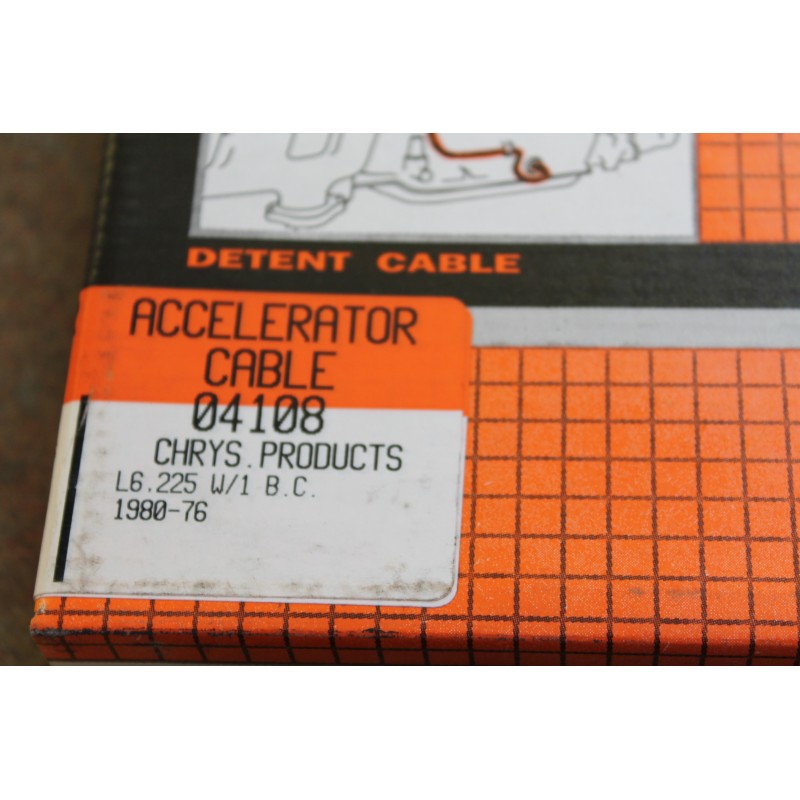 DETENT CABLE
ACCELERATOR
CABLE
04108
CHRYS.PRODUCTS
L6.225 W/1 B.C.
1980-76